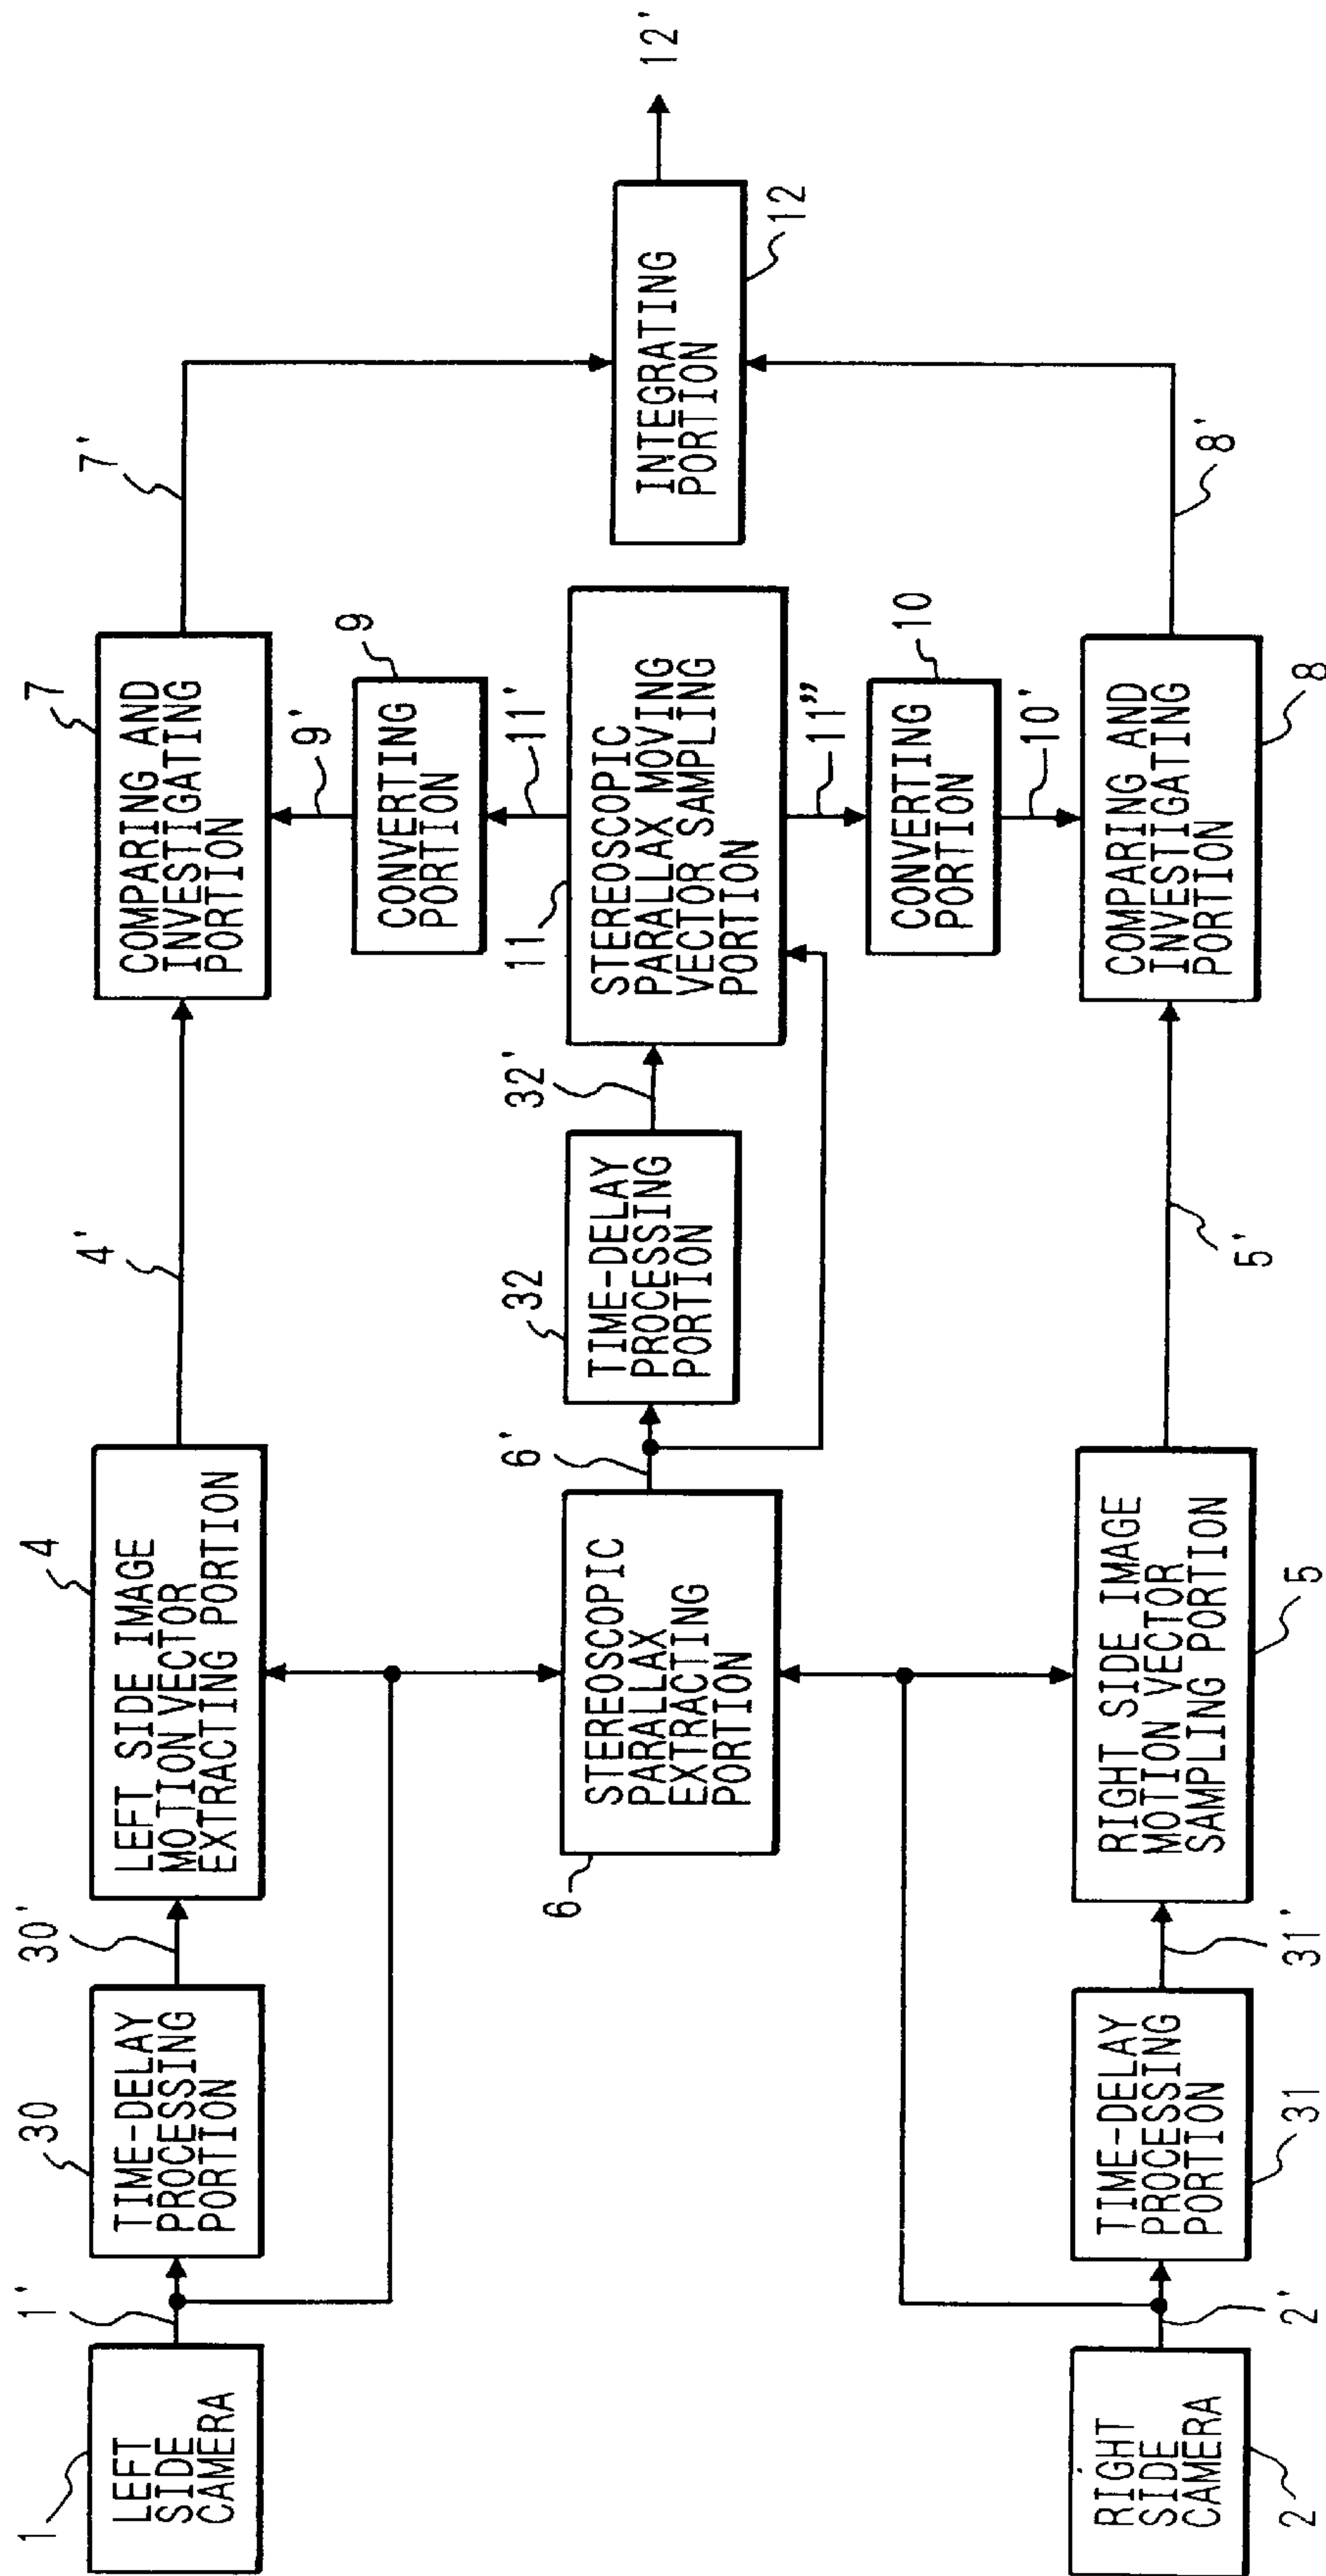 1
LEFT
SIDE
CAMERA
1'
30
TIME-DELAY
PROCESSING
PORTION
30'
4
LEFT SIDE IMAGE
MOTION VECTOR
EXTRACTING PORTION
4'
7
COMPARING AND
INVESTIGATING
PORTION
7'
9'
9
CONVERTING
PORTION
11'
6
STEREOSCOPIC
PARALLAX
EXTRACTING
PORTION
6'
32
TIME-DELAY
PROCESSING
PORTION
32'
11
STEREOSCOPIC
PARALLAX MOVING
VECTOR SAMPLING
PORTION
INTEGRATING
PORTION
12
12'
11"
10
CONVERTING
PORTION
10'
2
RIGHT
SIDE
CAMERA
2'
31
TIME-DELAY
PROCESSING
PORTION
31'
5
RIGHT SIDE IMAGE
MOTION VECTOR
SAMPLING PORTION
5'
8
COMPARING AND
INVESTIGATING
PORTION
8'